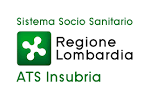 Sistema Socio Sanitario
Regione
Lombardia
ATS Insubria